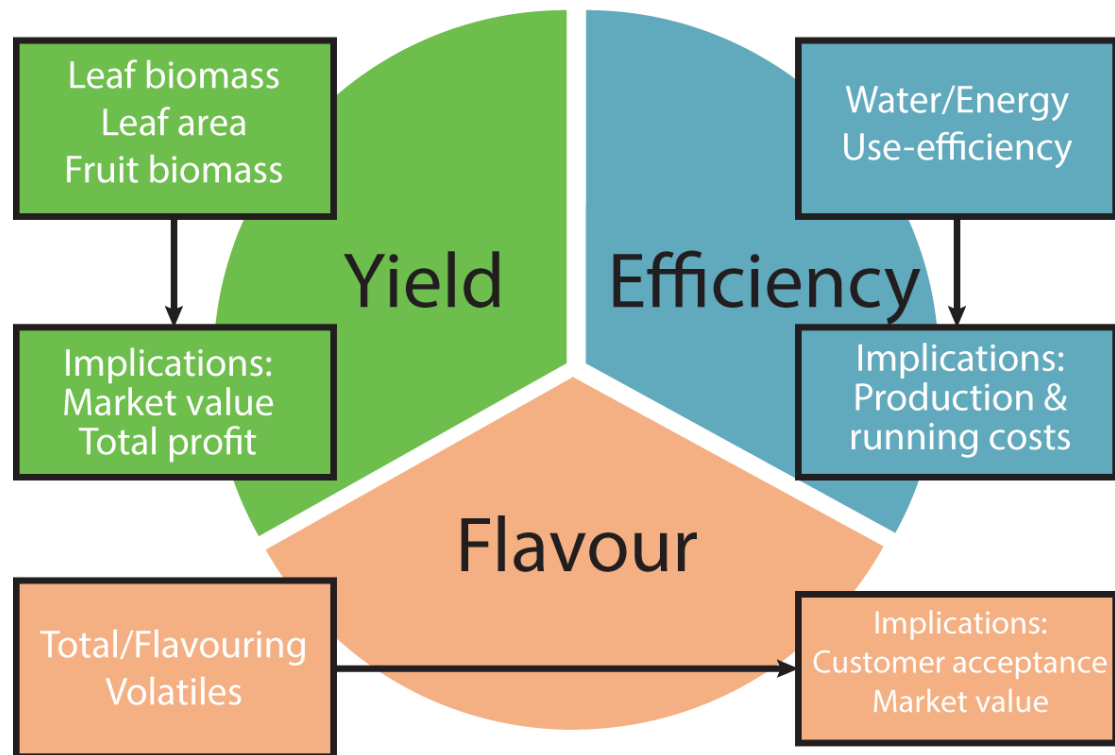 Leaf biomass
Leaf area
Fruit biomass
Water/Energy
Use-efficiency
Yield
Efficiency
Implications:
Market value
Total profit
Implications:
Production &
running costs
Flavour
Total/Flavouring
Volatiles
Implications:
Customer acceptance
Market value